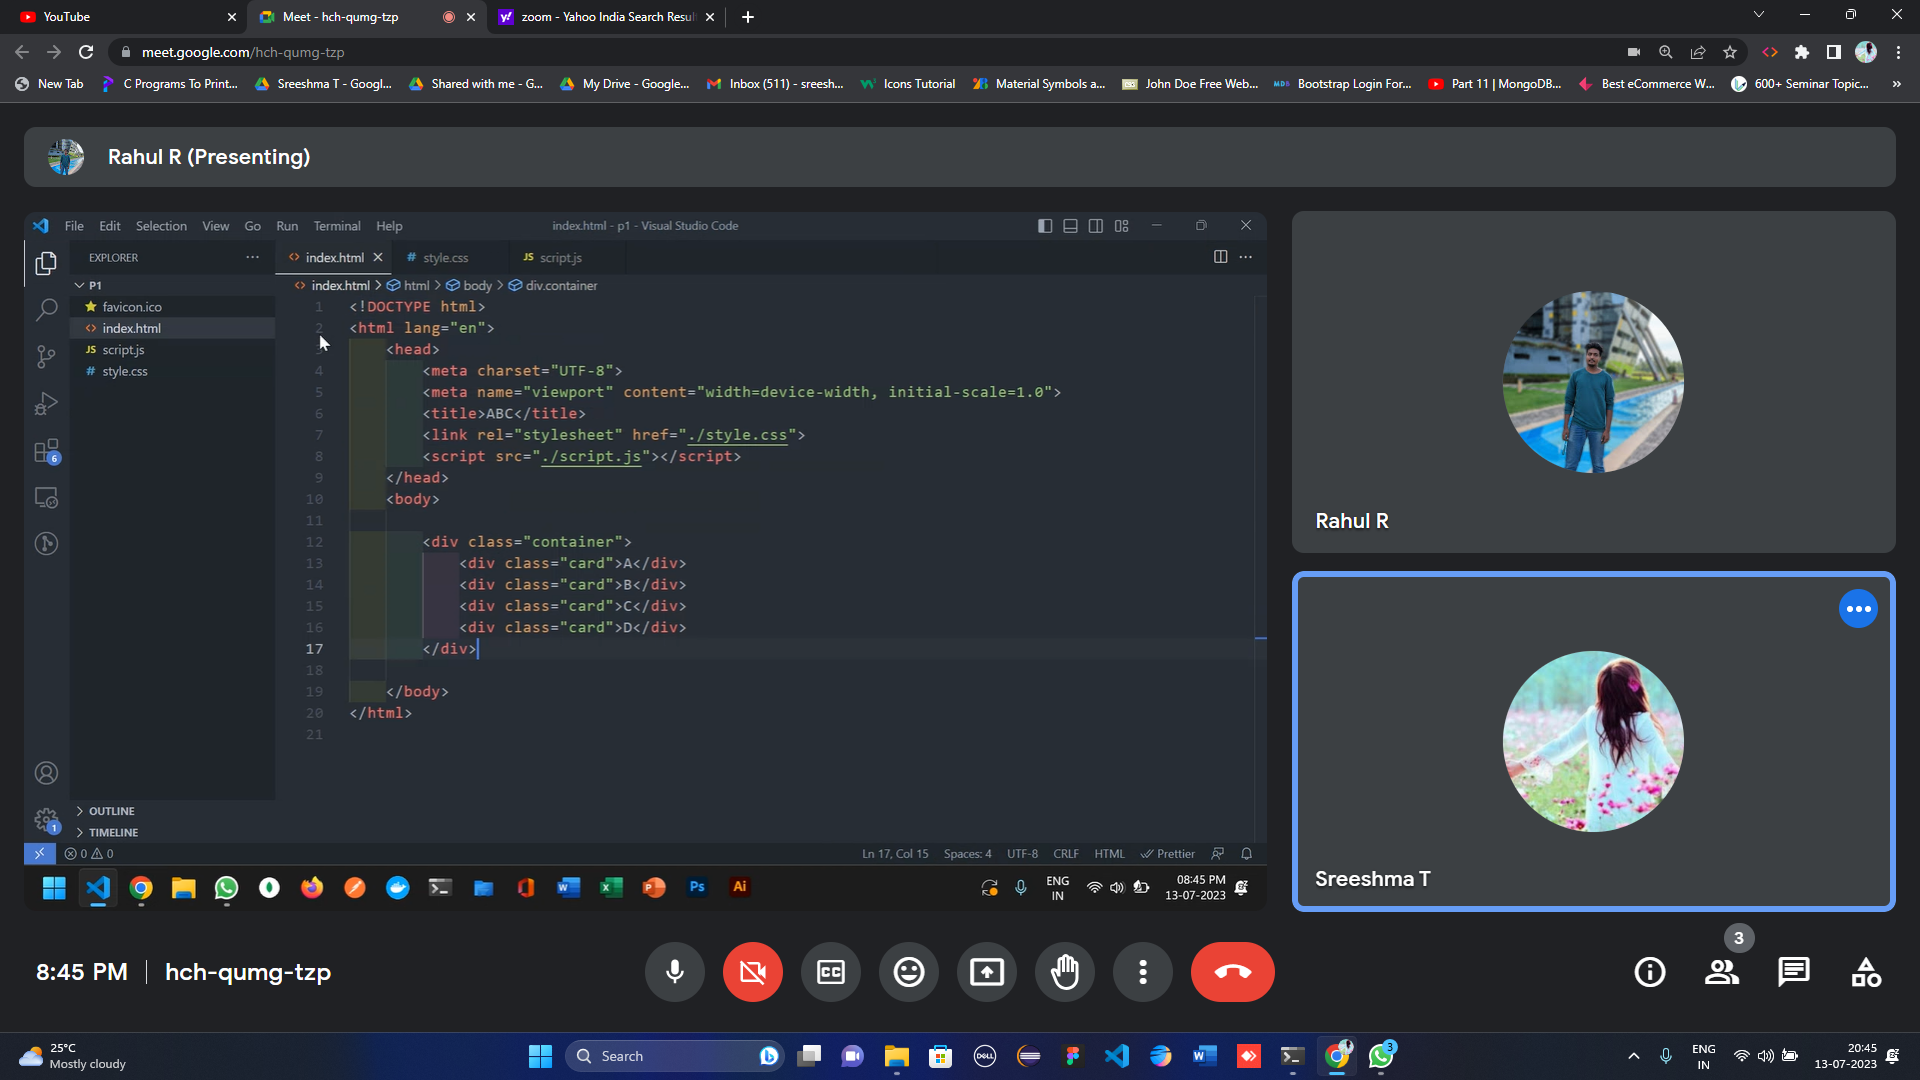 YouTube
Meet - hch-qumg-tzp
zoom - Yahoo India Search Resul
meet.google.com/hch-qumg-tzp
New Tab
C Programs To Print...
Sreeshma T - Googl...
Shared with me - G...
My Drive - Google...
Inbox (511) - sreesh...
Icons Tutorial
Material Symbols a...
John Doe Free Web...
Bootstrap Login For...
Part 11 | MongoDB...
Best eCommerce W...
600+ Seminar Topic...
Rahul R (Presenting)
File Edit Selection View Go Run Terminal Help
index.html - p1 - Visual Studio Code
EXPLORER
index.html
# style.css
JS script.js
P1
index.html > html > body > div.container
favicon.ico
index.html
JS script.js
# style.css
1 <!DOCTYPE html>
2 <html lang="en">
<head>
4 <meta charset="UTF-8">
5 <meta name="viewport" content="width=device-width, initial-scale=1.0">
6 <title>ABC</title>
7 <link rel="stylesheet" href="./style.css">
8 <script src="./script.js"></script>
9 </head>
10 <body>
11
12 <div class="container">
13 <div class="card">A</div>
14 <div class="card">B</div>
15 <div class="card">C</div>
16 <div class="card">D</div>
17 </div>
18
19 </body>
20 </html>
21
6
1
OUTLINE
TIMELINE
0 0
Ln 17, Col 15 Spaces: 4 UTF-8 CRLF HTML Prettier
Ps
Ai
ENG
IN
08:45 PM
13-07-2023
Rahul R
Sreeshma T
8:45 PM | hch-qumg-tzp
CC
3
25°C
Mostly cloudy
Search
DELL
3
ENG
IN
20:45
13-07-2023